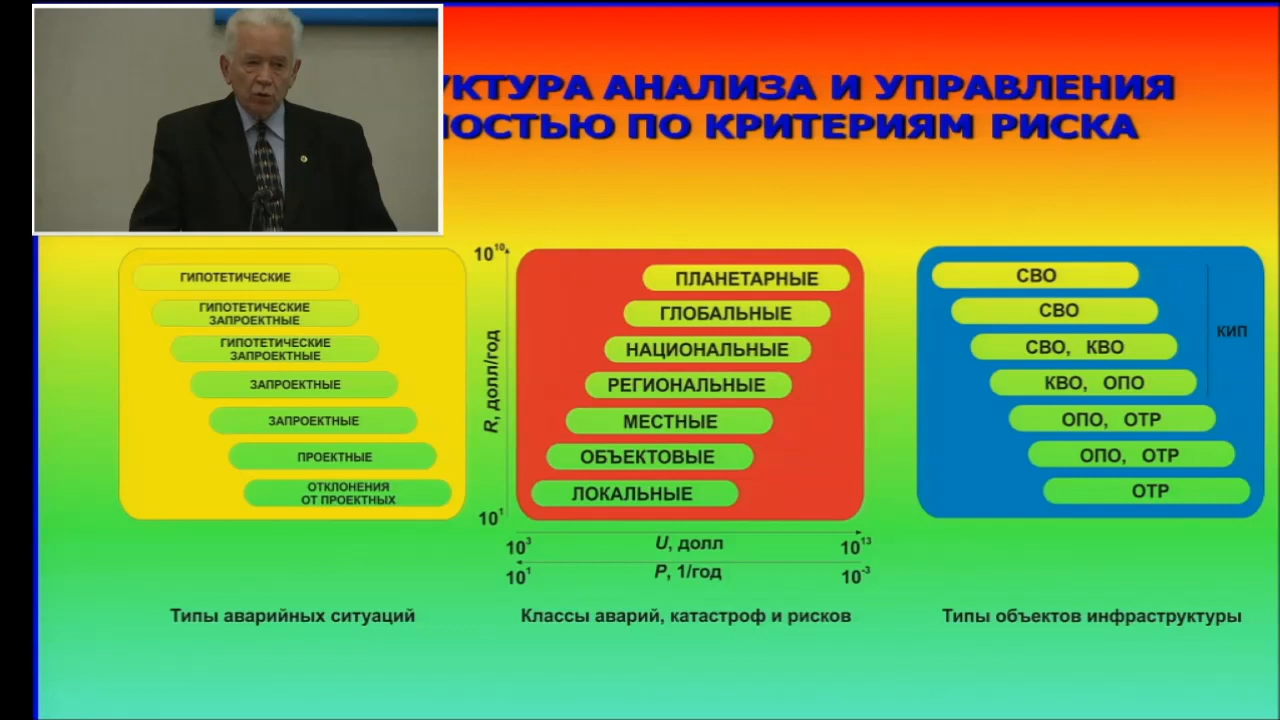 УКТУРА АНАЛИЗА И УПРАВЛЕНИЯ
НОСТЬЮ ПО КРИТЕРИЯМ РИСКА
ГИПОТЕТИЧЕСКИЕ
ГИПОТЕТИЧЕСКИЕ
ЗАПРОЕКТНЫЕ
ГИПОТЕТИЧЕСКИЕ
ЗАПРОЕКТНЫЕ
ЗАПРОЕКТНЫЕ
ЗАПРОЕКТНЫЕ
ПРОЕКТНЫЕ
ОТКЛОНЕНИЯ
ОТ ПРОЕКТНЫХ
Типы аварийных ситуаций
10¹⁰
R, долл/год
10¹
ПЛАНЕТАРНЫЕ
ГЛОБАЛЬНЫЕ
НАЦИОНАЛЬНЫЕ
РЕГИОНАЛЬНЫЕ
МЕСТНЫЕ
ОБЪЕКТОВЫЕ
ЛОКАЛЬНЫЕ
10³ U, долл 10¹³
10¹ P, 1/год 10⁻³
Классы аварий, катастроф и рисков
СВО
СВО
СВО, КВО
КВО, ОПО
ОПО, ОТР
ОПО, ОТР
ОТР
КИП
Типы объектов инфраструктуры